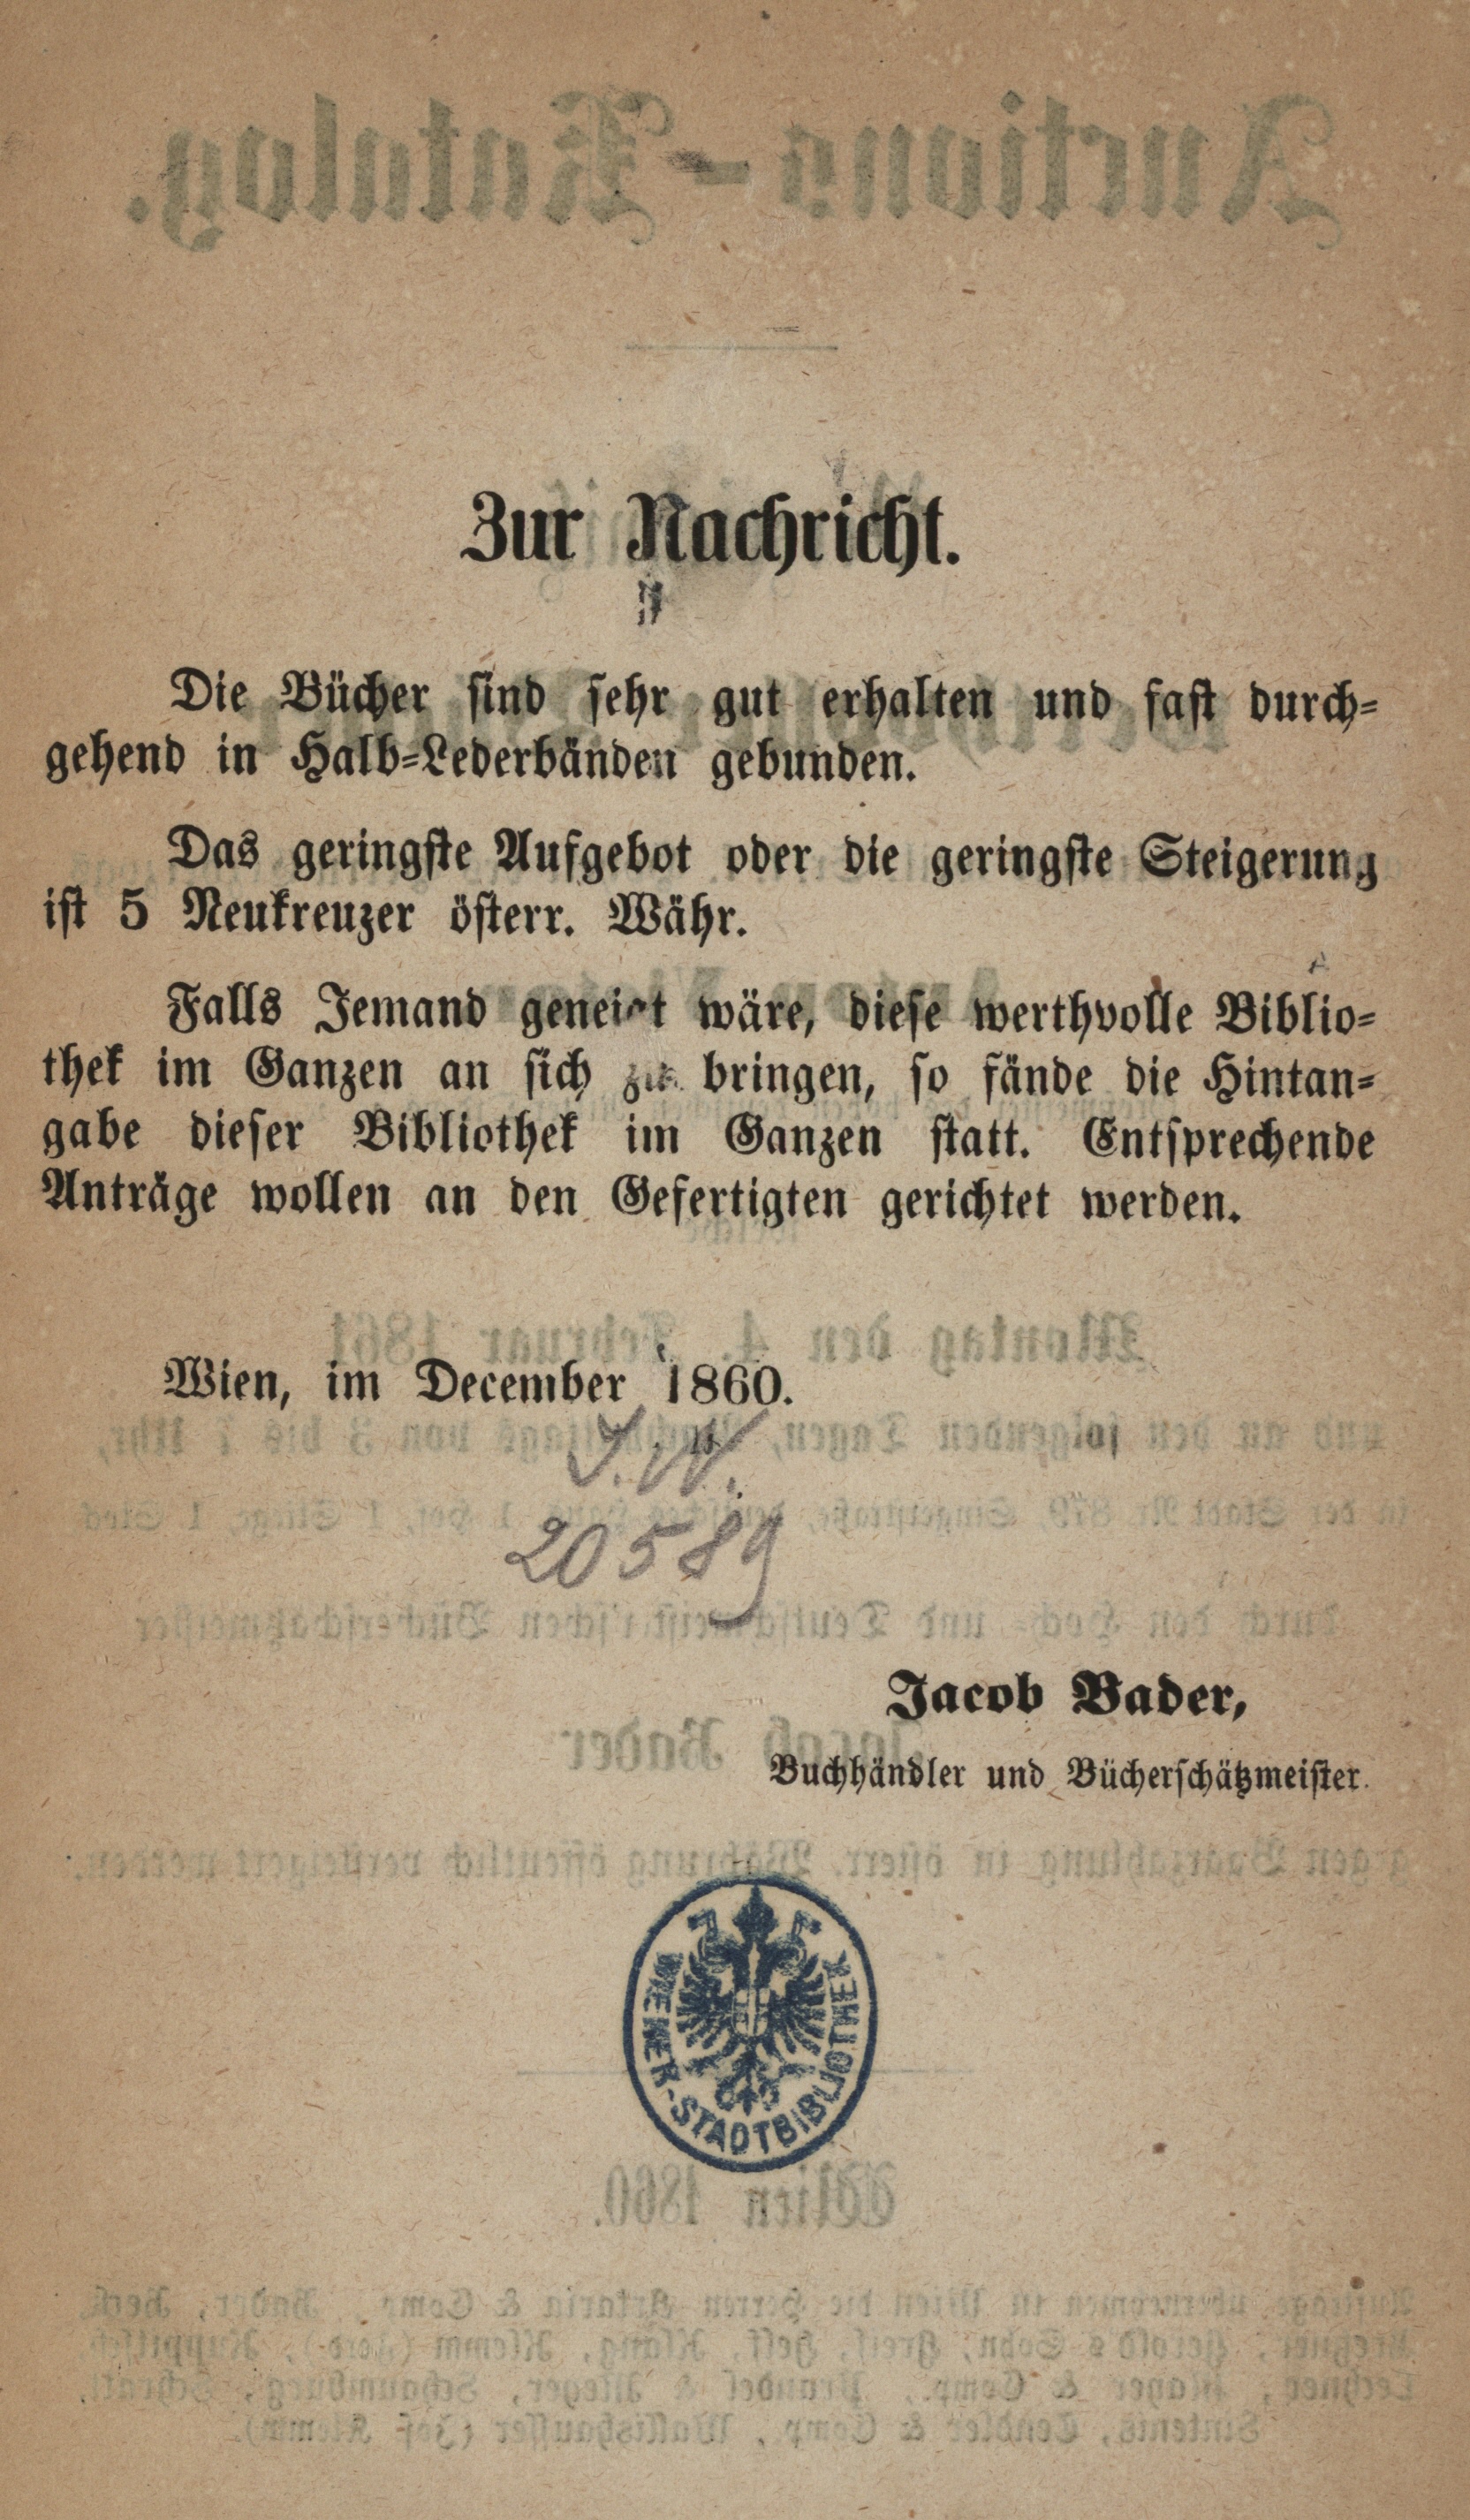 Zur Nachricht.
Die Bücher sind sehr gut erhalten und fast durch-
gehend in Halb-Lederbänden gebunden.
Das geringste Aufgebot oder die geringste Steigerung
ist 5 Neukreuzer österr. Währ.
Falls Jemand geneigt wäre, diese werthvolle Biblio-
thek im Ganzen an sich zu bringen, so fände die Hintan-
gabe dieser Bibliothek im Ganzen statt. Entsprechende
Anträge wollen an den Gefertigten gerichtet werden.
Wien, im December 1860.
J. W.
20589
Jacob Bader,
Buchhändler und Bücherschätzmeister.
WIENER-STADTBIBLIOTHEK